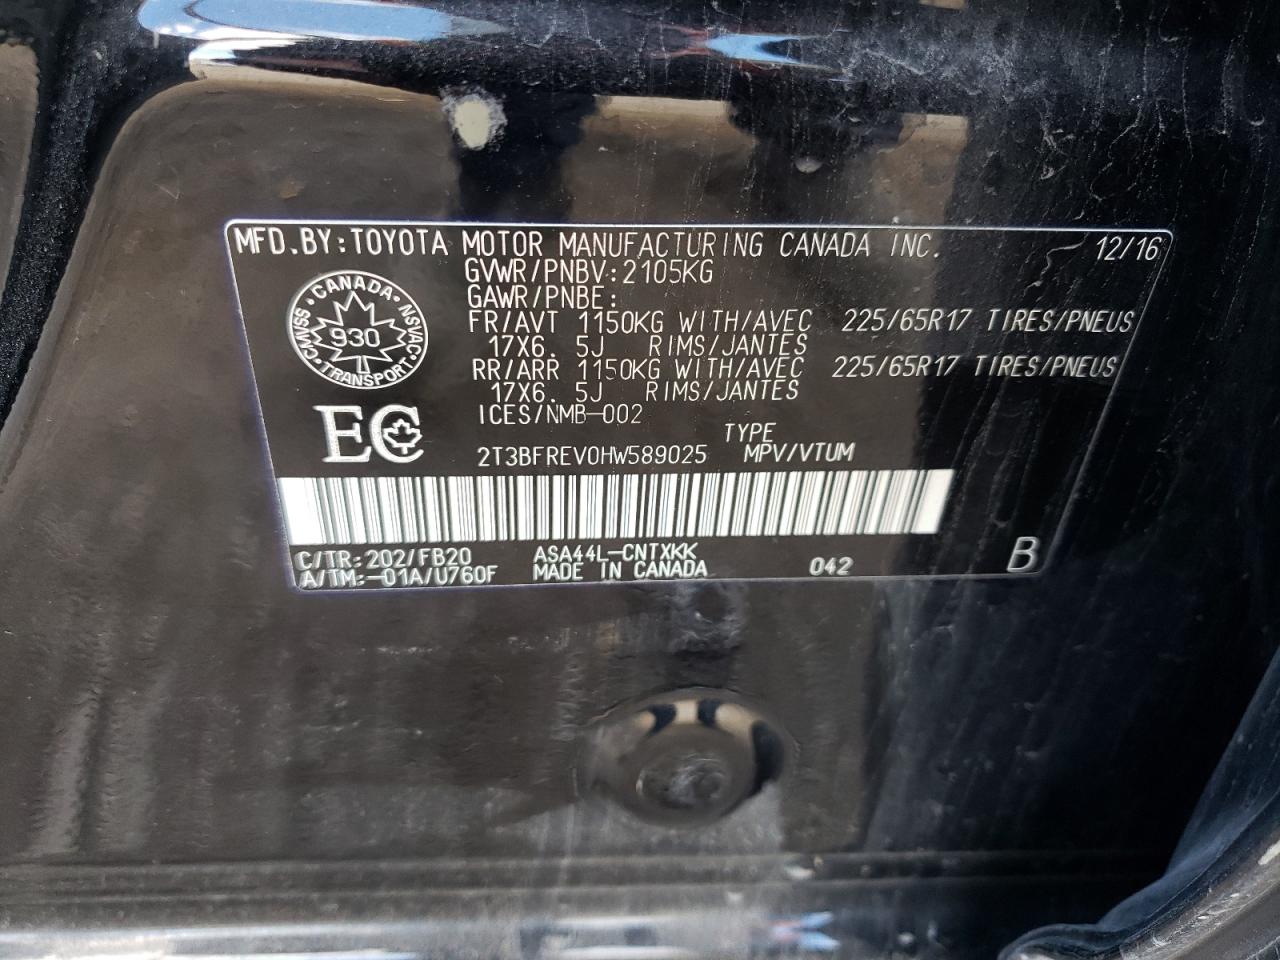 MFD.BY:TOYOTA MOTOR MANUFACTURING CANADA INC. 12/16
GVWR/PNBV:2105KG
GAWR/PNBE:
FR/AVT 1150KG WITH/AVEC 225/65R17 TIRES/PNEUS
17X6. 5J RIMS/JANTES
RR/ARR 1150KG WITH/AVEC 225/65R17 TIRES/PNEUS
17X6. 5J RIMS/JANTES
ICES/NMB-002
CANADA
CMVSS NSVAC
930
TRANSPORT
EC
TYPE
2T3BFREV0HW589025 MPV/VTUM
C/TR:202/FB20 ASA44L-CNTXKK
A/TM:-01A/U760F MADE IN CANADA 042 B